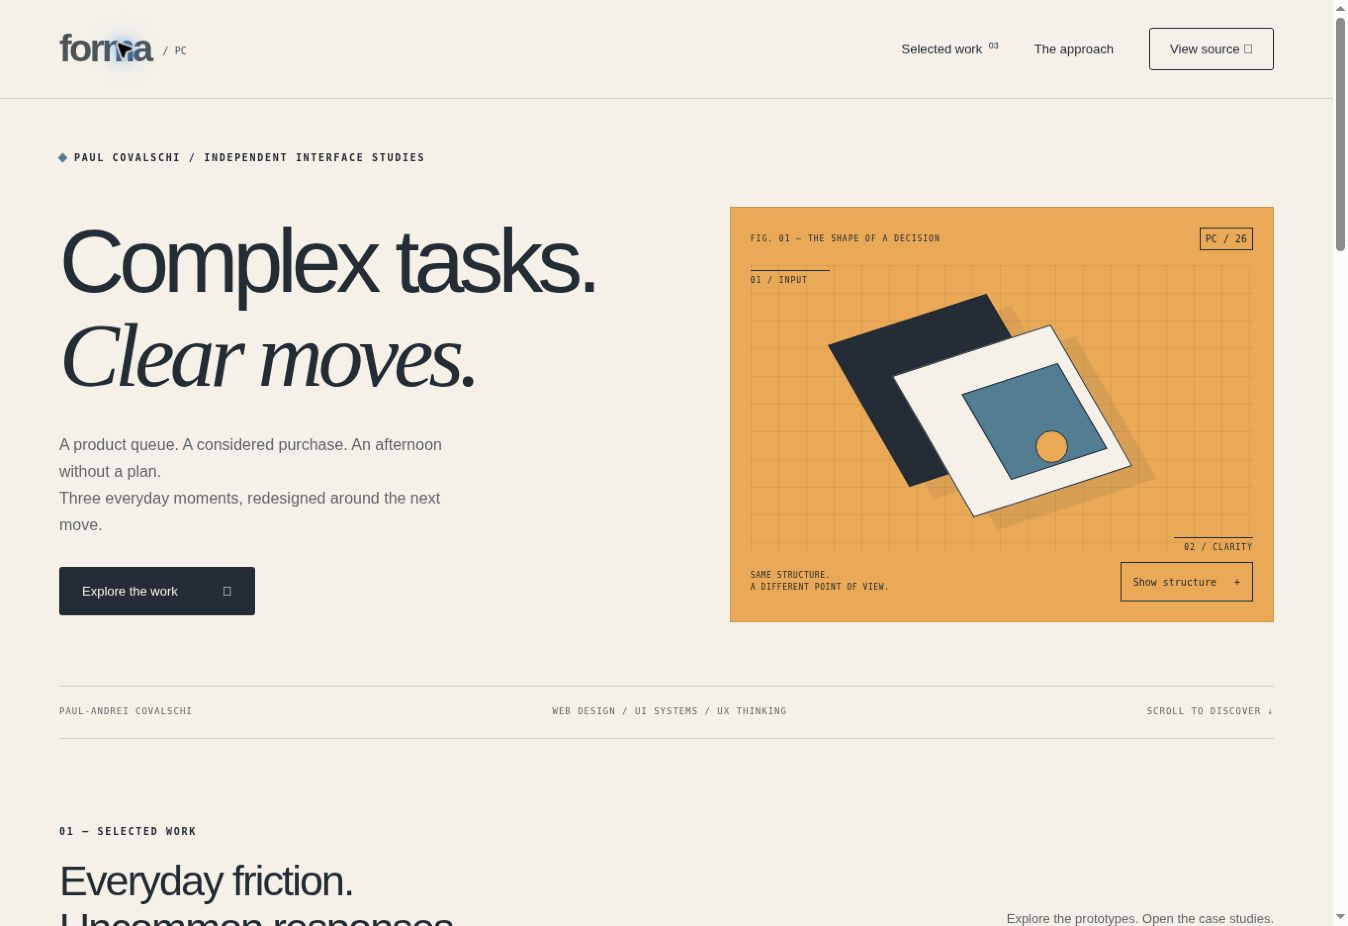 forma / PC
Selected work 03
The approach
View source
PAUL COVALSCHI / INDEPENDENT INTERFACE STUDIES
Complex tasks.
Clear moves.
A product queue. A considered purchase. An afternoon
without a plan.
Three everyday moments, redesigned around the next
move.
Explore the work
FIG. 01 — THE SHAPE OF A DECISION
PC / 26
01 / INPUT
02 / CLARITY
SAME STRUCTURE.
A DIFFERENT POINT OF VIEW.
Show structure +
PAUL-ANDREI COVALSCHI
WEB DESIGN / UI SYSTEMS / UX THINKING
SCROLL TO DISCOVER ↓
01 — SELECTED WORK
Everyday friction.
Uncommon responses
Explore the prototypes. Open the case studies.